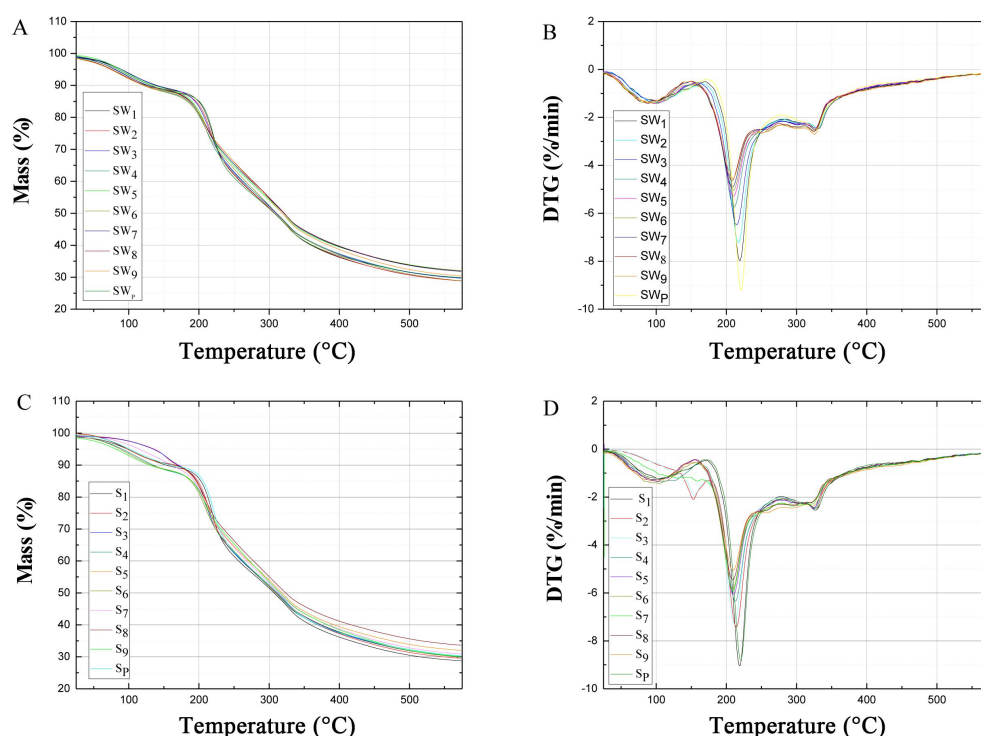 A
110
100
90
80
70
60
50
40
30
20
Mass (%)
SW1
SW2
SW3
SW4
SW5
SW6
SW7
SW8
SW9
SWP
100 200 300 400 500
Temperature (°C)
B
2
0
-2
-4
-6
-8
-10
DTG (%/min)
SW1
SW2
SW3
SW4
SW5
SW6
SW7
SW8
SW9
SWP
100 200 300 400 500
Temperature (°C)
C
110
100
90
80
70
60
50
40
30
20
Mass (%)
S1
S2
S3
S4
S5
S6
S7
S8
S9
SP
100 200 300 400 500
Temperature (°C)
D
2
0
-2
-4
-6
-8
-10
DTG (%/min)
S1
S2
S3
S4
S5
S6
S7
S8
S9
SP
100 200 300 400 500
Temperature (°C)